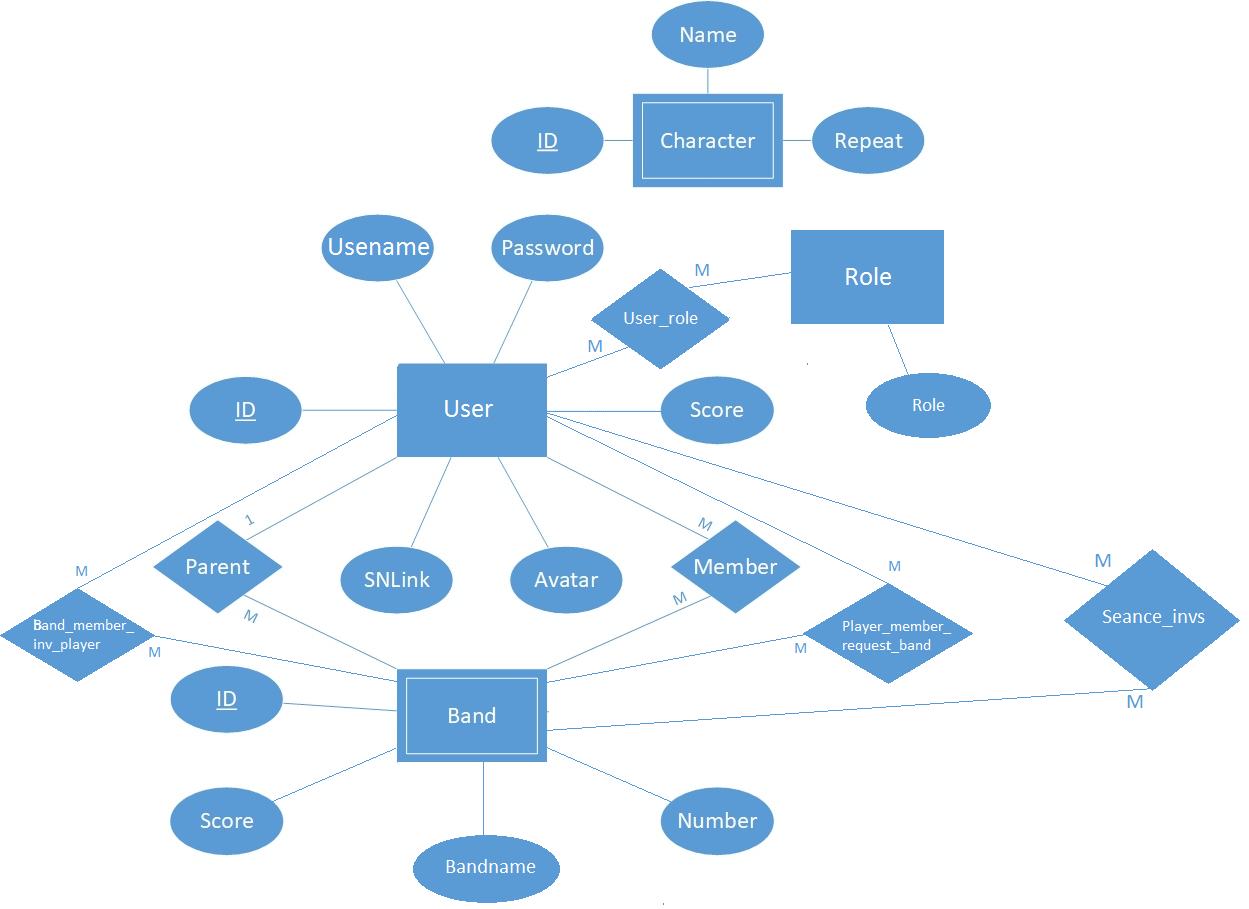 Name
ID
Character
Repeat
Usename
Password
Role
M
User_role
M
Role
ID
User
Score
1
M
Parent
SNLink
Avatar
Member
M
M
M
M
M
Band_member_
inv_player
M
Player_member_
request_band
M
Seance_invs
M
ID
Band
Score
Number
Bandname